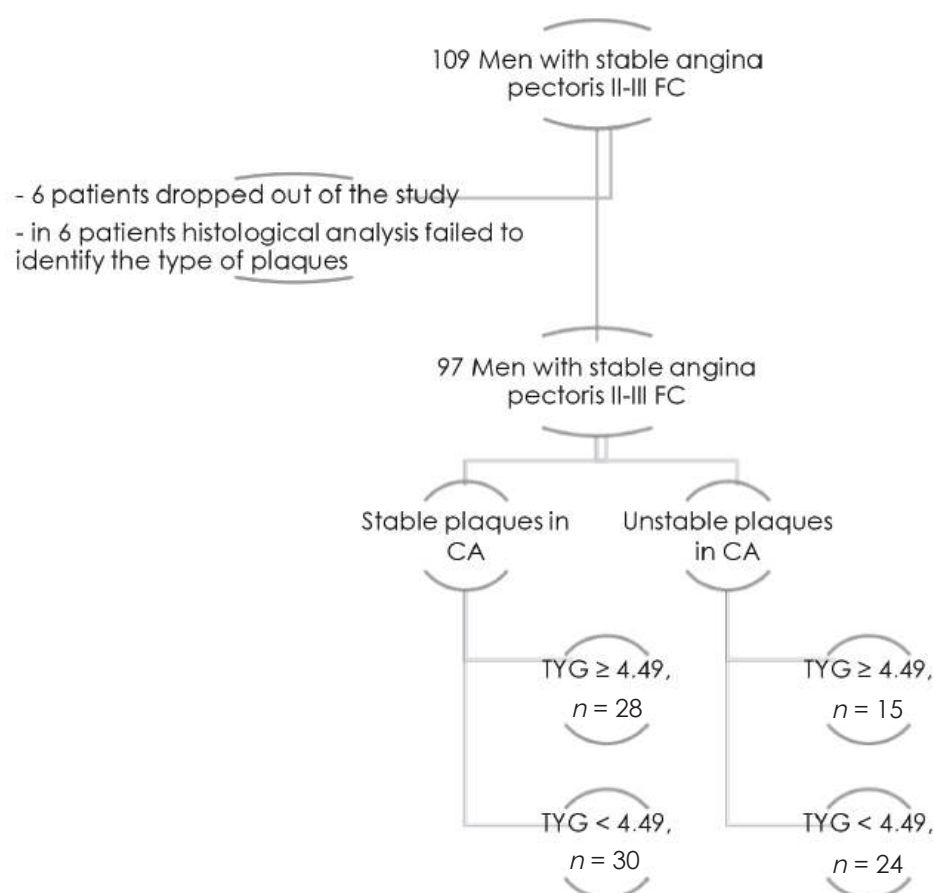 109 Men with stable angina
pectoris II-III FC
- 6 patients dropped out of the study
- in 6 patients histological analysis failed to
identify the type of plaques
97 Men with stable angina
pectoris II-III FC
Stable plaques in
CA
Unstable plaques
in CA
TYG ≥ 4.49,
n = 28
TYG ≥ 4.49,
n = 15
TYG < 4.49,
n = 30
TYG < 4.49,
n = 24